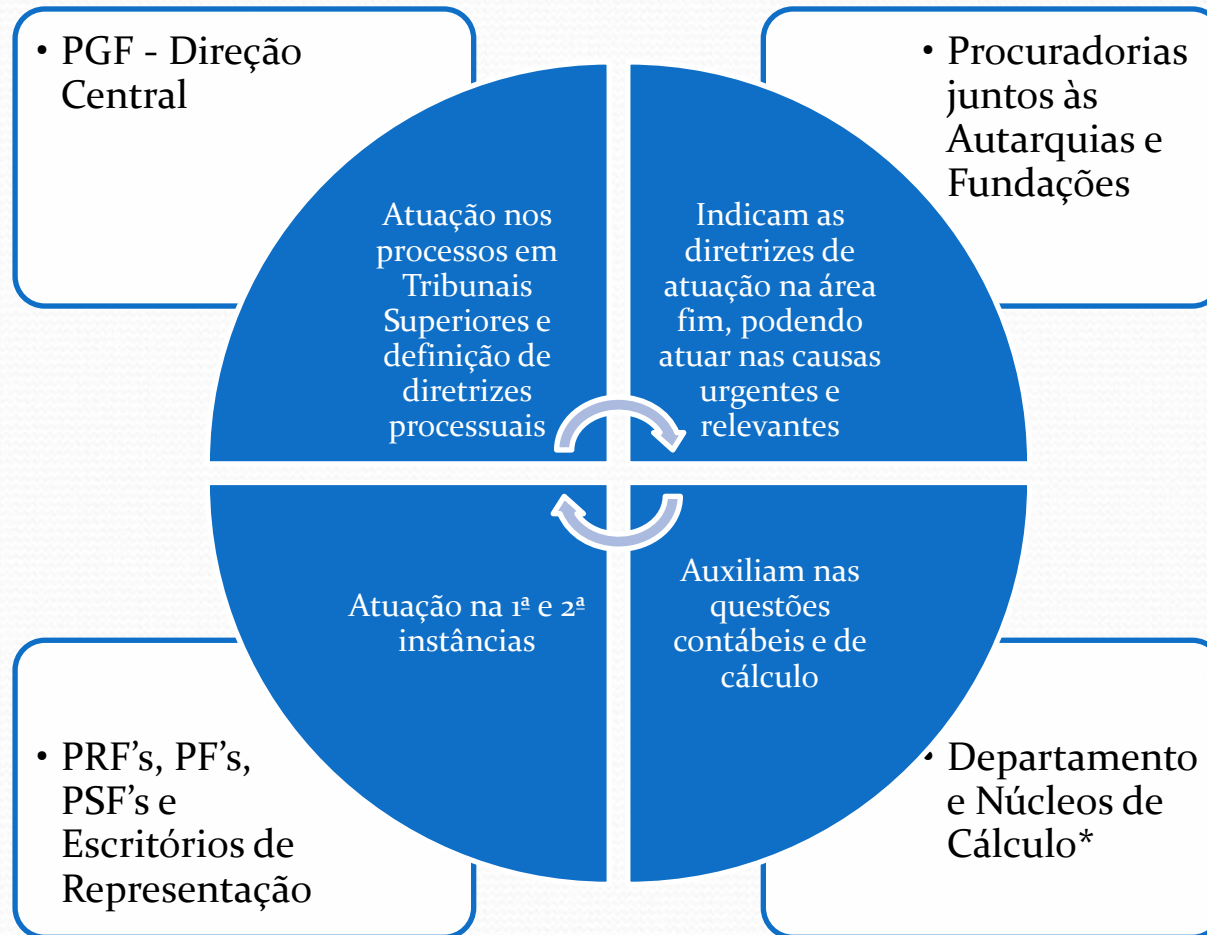 • PGF - Direção
Central
• Procuradorias
juntos às
Autarquias e
Fundações
Atuação nos
processos em
Tribunais
Superiores e
definição de
diretrizes
processuais
Indicam as
diretrizes de
atuação na área
fim, podendo
atuar nas causas
urgentes e
relevantes
Atuação na 1ª e 2ª
instâncias
Auxiliam nas
questões
contábeis e de
cálculo
• PRF’s, PF’s,
PSF’s e
Escritórios de
Representação
• Departamento
e Núcleos de
Cálculo*